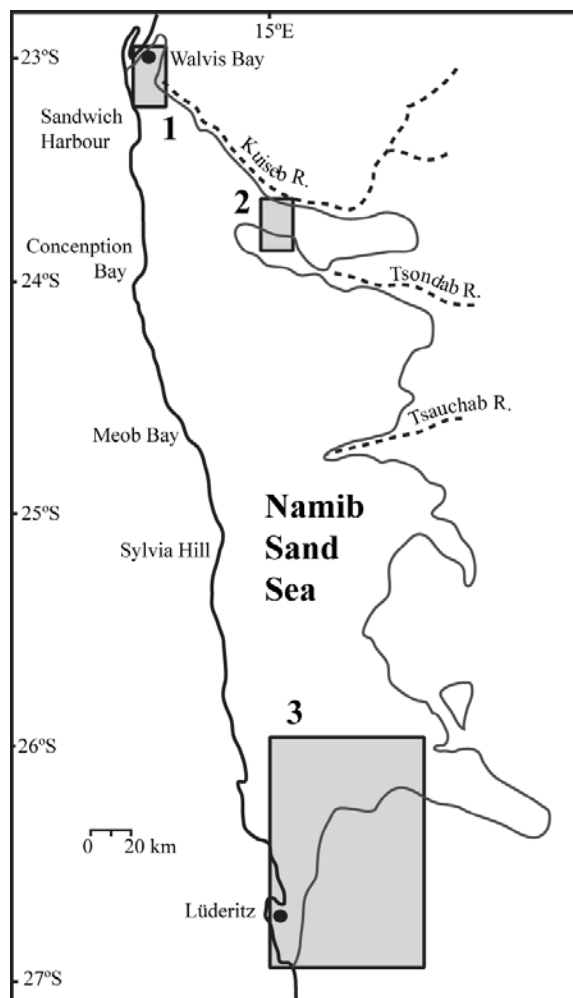 15ºE
23ºS
Walvis Bay
Sandwich
Harbour
1
Kuiseb R.
2
Concenption
Bay
24ºS
Tsondab R.
Tsauchab R.
Meob Bay
25ºS
Namib
Sand
Sea
Sylvia Hill
3
26ºS
0 20 km
Lüderitz
27ºS